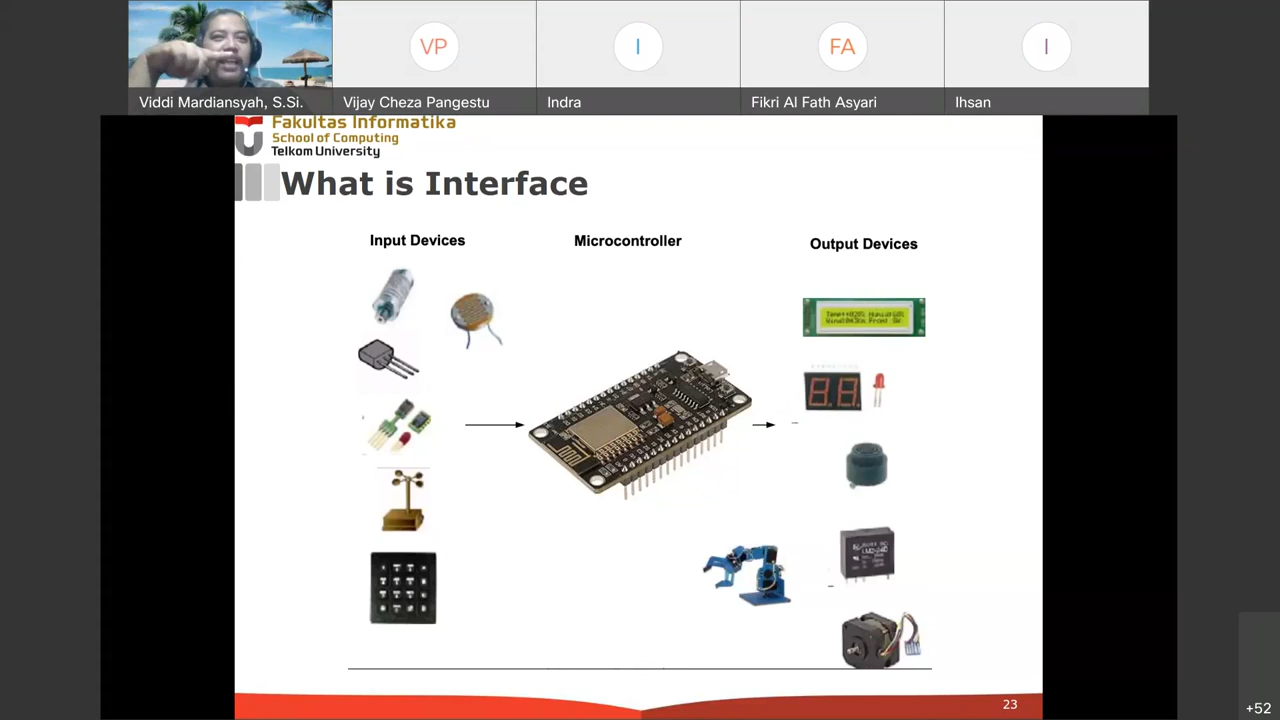 VP
I
FA
I
Viddi Mardiansyah, S.Si.
Vijay Cheza Pangestu
Indra
Fikri Al Fath Asyari
Ihsan
Fakultas Informatika
School of Computing
Telkom University
What is Interface
Input Devices
Microcontroller
Output Devices
88
23
+52